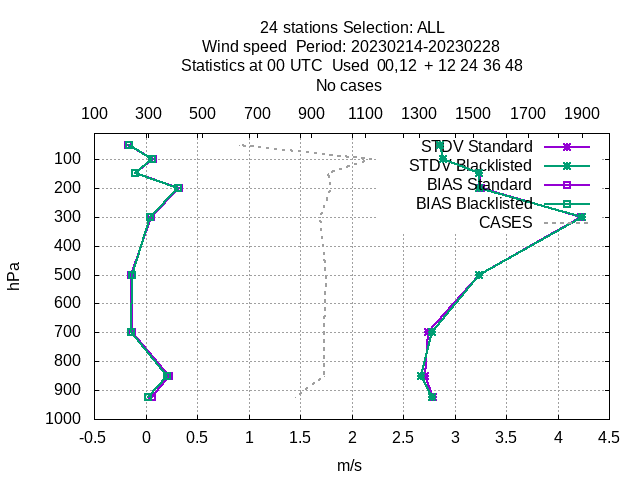 24 stations Selection: ALL
Wind speed  Period: 20230214-20230228
Statistics at 00 UTC  Used  00,12  + 12 24 36 48
No cases
100 300 500 700 900 1100 1300 1500 1700 1900
STDV Standard
STDV Blacklisted
BIAS Standard
BIAS Blacklisted
CASES
100
200
300
400
500
600
700
800
900
1000
hPa
-0.5 0 0.5 1 1.5 2 2.5 3 3.5 4 4.5
m/s